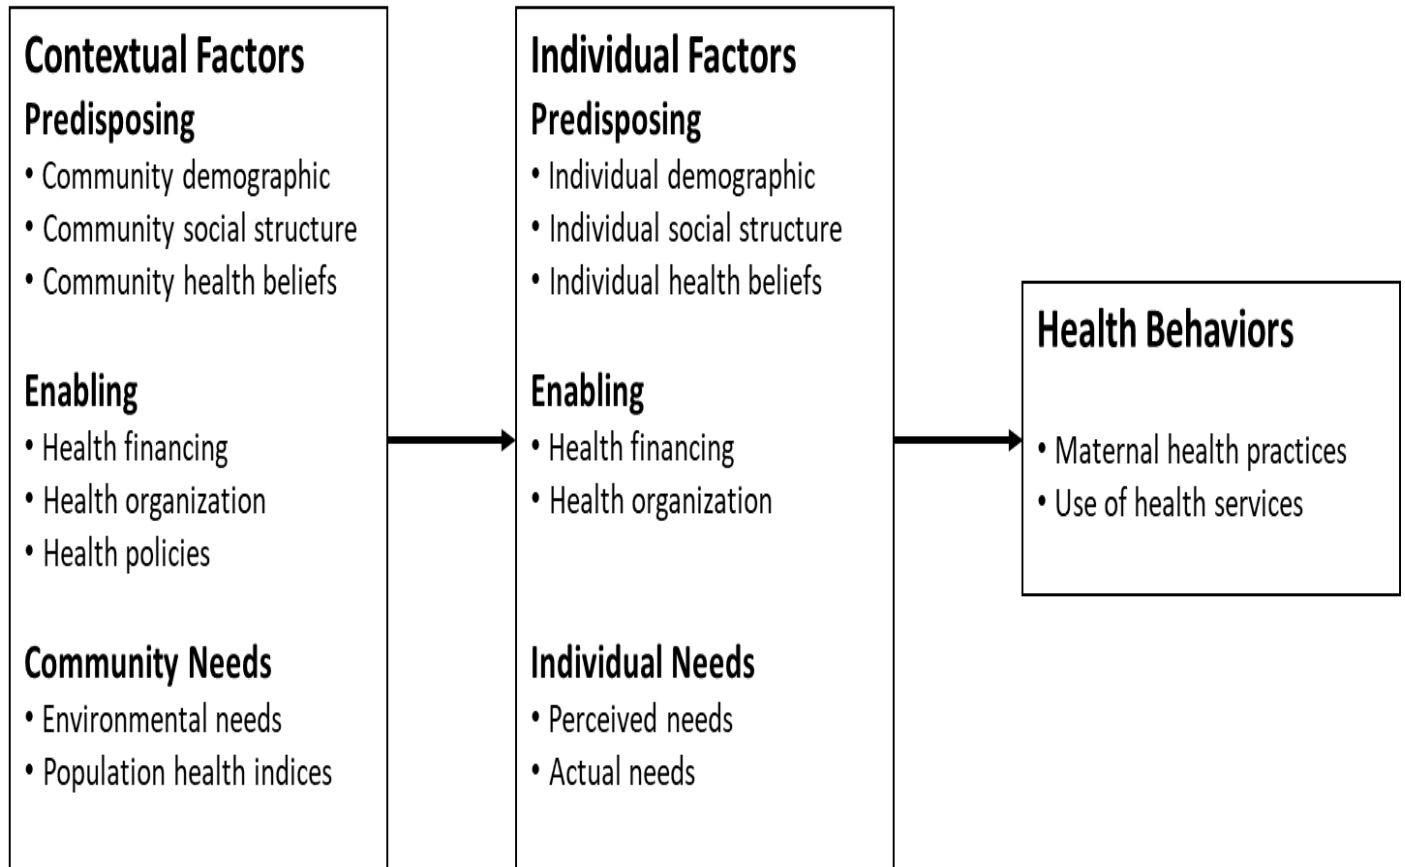 Contextual Factors
Predisposing
• Community demographic
• Community social structure
• Community health beliefs
Enabling
• Health financing
• Health organization
• Health policies
Community Needs
• Environmental needs
• Population health indices
Individual Factors
Predisposing
• Individual demographic
• Individual social structure
• Individual health beliefs
Enabling
• Health financing
• Health organization
Individual Needs
• Perceived needs
• Actual needs
Health Behaviors
• Maternal health practices
• Use of health services